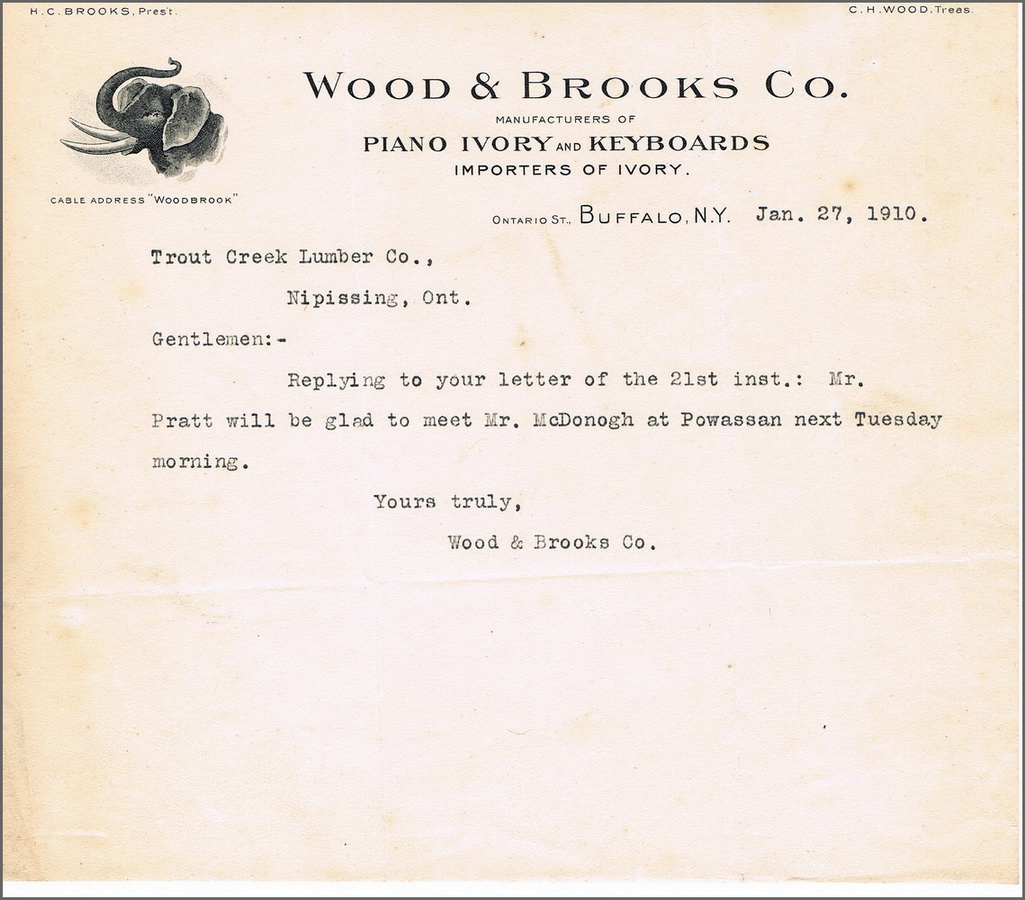 H.C. BROOKS, Pres't.
C.H. WOOD, Treas.
WOOD & BROOKS CO.
MANUFACTURERS OF
PIANO IVORY AND KEYBOARDS
IMPORTERS OF IVORY.
CABLE ADDRESS "WOODBROOK"
ONTARIO ST., BUFFALO, N.Y. Jan. 27, 1910.
Trout Creek Lumber Co.,
Nipissing, Ont.
Gentlemen:-
Replying to your letter of the 21st inst.: Mr.
Pratt will be glad to meet Mr. McDonogh at Powassan next Tuesday
morning.
Yours truly,
Wood & Brooks Co.